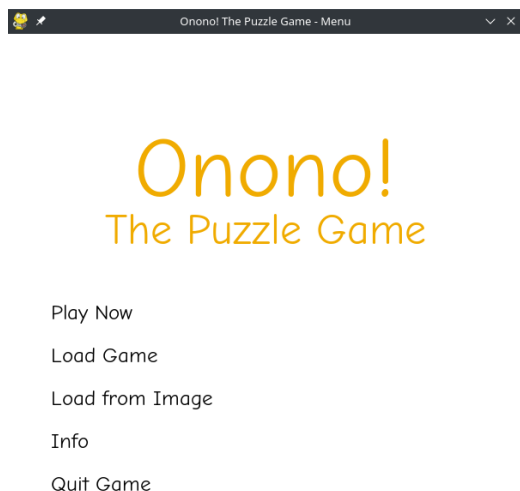 Onono! The Puzzle Game - Menu
Onono!
The Puzzle Game
Play Now
Load Game
Load from Image
Info
Quit Game